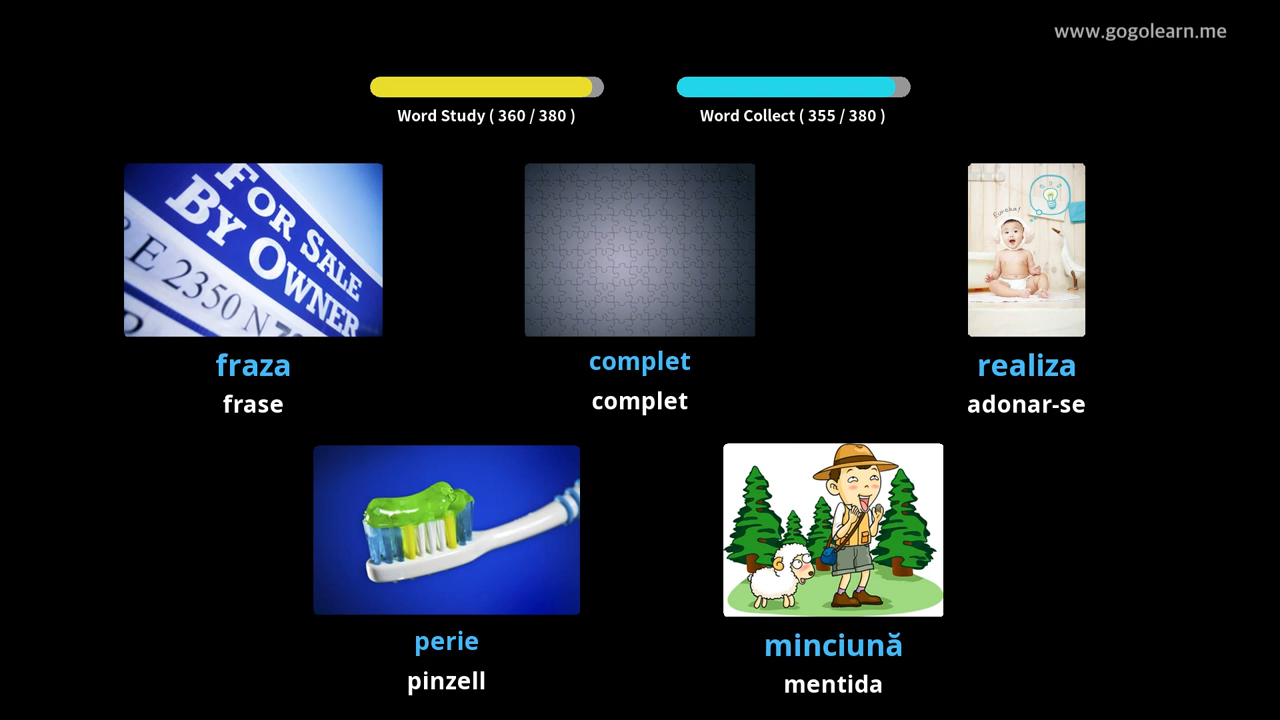 www.gogolearn.me
Word Study ( 360 / 380 )
Word Collect ( 355 / 380 )
FOR SALE
BY OWNER
E 2350 N
Eureka!
fraza
frase
complet
complet
realiza
adonar-se
perie
pinzell
minciună
mentida